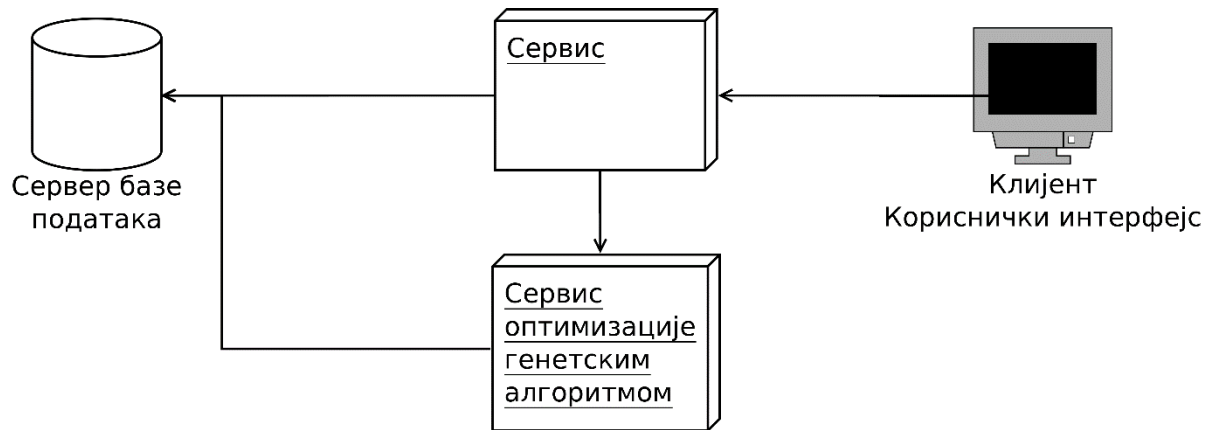 Сервис
Сервер базе
података
Клијент
Кориснички интерфејс
Сервис
оптимизације
генетским
алгоритмом